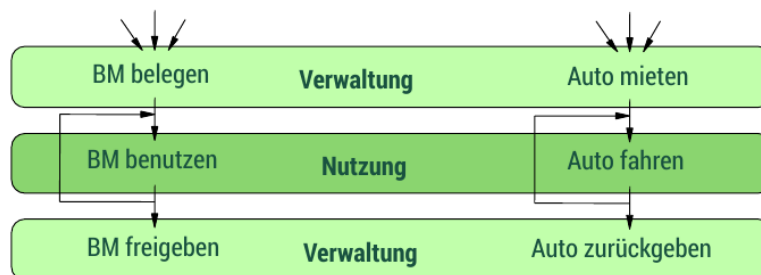 BM belegen Verwaltung Auto mieten
BM benutzen Nutzung Auto fahren
BM freigeben Verwaltung Auto zurückgeben